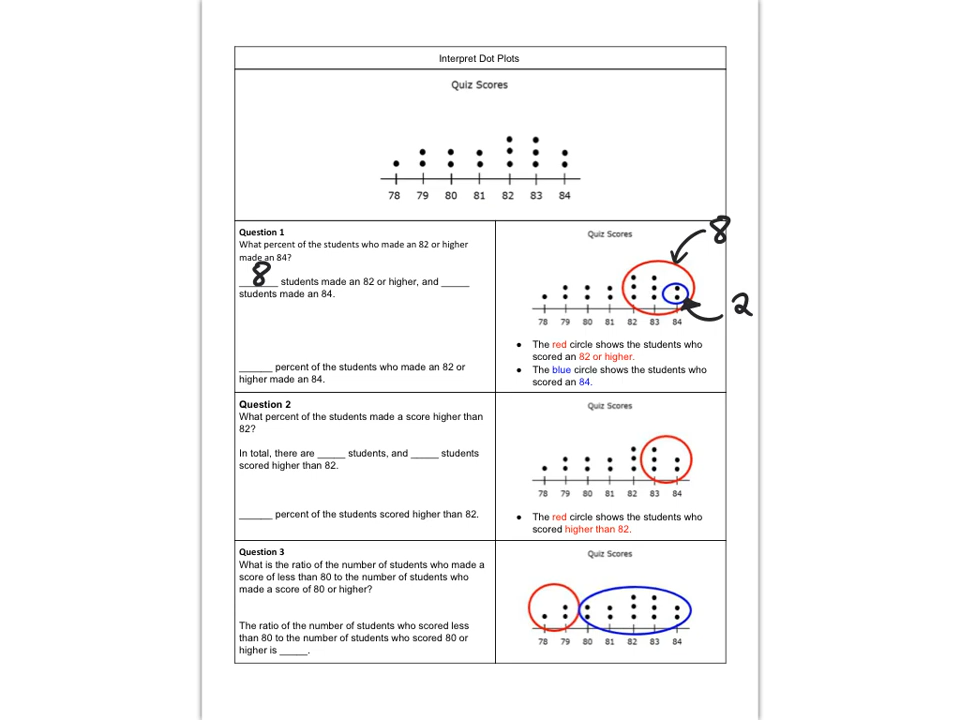 Interpret Dot Plots
Quiz Scores
78 79 80 81 82 83 84
Question 1
What percent of the students who made an 82 or higher
made an 84?
8
______ students made an 82 or higher, and _____
students made an 84.
______ percent of the students who made an 82 or
higher made an 84.
Quiz Scores
8
2
78 79 80 81 82 83 84
• The red circle shows the students who
scored an 82 or higher.
• The blue circle shows the students who
scored an 84.
Question 2
What percent of the students made a score higher than
82?
In total, there are _____ students, and _____ students
scored higher than 82.
______ percent of the students scored higher than 82.
Quiz Scores
78 79 80 81 82 83 84
• The red circle shows the students who
scored higher than 82.
Question 3
What is the ratio of the number of students who made a
score of less than 80 to the number of students who
made a score of 80 or higher?
The ratio of the number of students who scored less
than 80 to the number of students who scored 80 or
higher is _____.
Quiz Scores
78 79 80 81 82 83 84